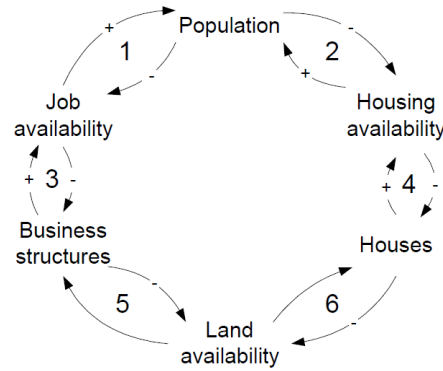 Population
+
1
-
-
2
+
Job
availability
Housing
availability
+ 3 -
+ 4 -
Business
structures
Houses
-
5
6
-
Land
availability